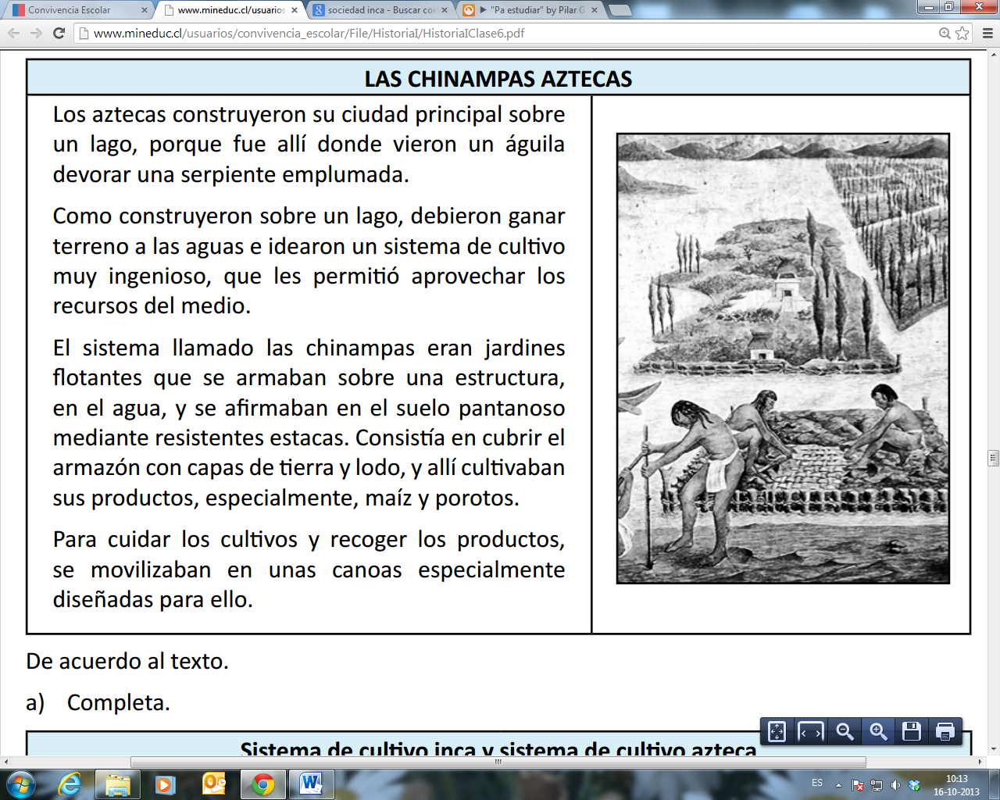 Convivencia Escolar
www.mineduc.cl/usuarios
sociedad inca - Buscar co
"Pa estudiar" by Pilar G
www.mineduc.cl/usuarios/convivencia_escolar/File/HistoriaI/HistoriaIClase6.pdf
LAS CHINAMPAS AZTECAS
Los aztecas construyeron su ciudad principal sobre
un lago, porque fue allí donde vieron un águila
devorar una serpiente emplumada.
Como construyeron sobre un lago, debieron ganar
terreno a las aguas e idearon un sistema de cultivo
muy ingenioso, que les permitió aprovechar los
recursos del medio.
El sistema llamado las chinampas eran jardines
flotantes que se armaban sobre una estructura,
en el agua, y se afirmaban en el suelo pantanoso
mediante resistentes estacas. Consistía en cubrir el
armazón con capas de tierra y lodo, y allí cultivaban
sus productos, especialmente, maíz y porotos.
Para cuidar los cultivos y recoger los productos,
se movilizaban en unas canoas especialmente
diseñadas para ello.
De acuerdo al texto.
a) Completa.
Sistema de cultivo inca y sistema de cultivo azteca
ES
10:13
16-10-2013